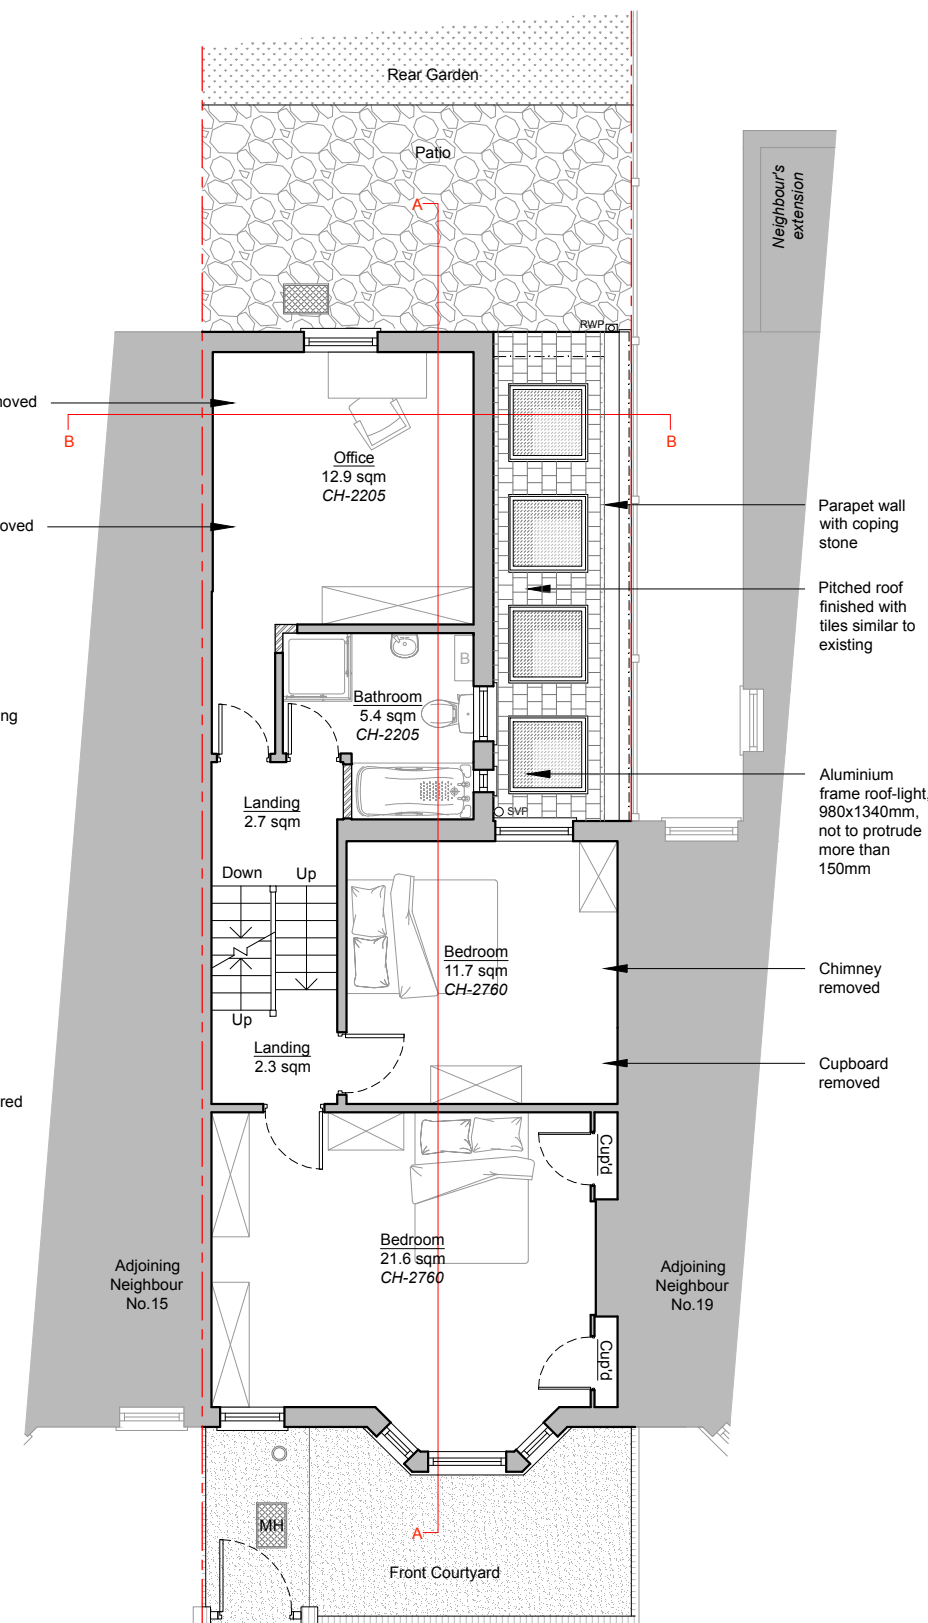 Rear Garden
Patio
A
Neighbour's
extension
RWP
B
B
Office
12.9 sqm
CH-2205
Parapet wall
with coping
stone
Pitched roof
finished with
tiles similar to
existing
B
Bathroom
5.4 sqm
CH-2205
Landing
2.7 sqm
Aluminium
frame roof-light,
980x1340mm,
not to protrude
more than
150mm
SVP
Down
Up
Bedroom
11.7 sqm
CH-2760
Chimney
removed
Up
Landing
2.3 sqm
Cupboard
removed
Cup'd
Bedroom
21.6 sqm
CH-2760
Adjoining
Neighbour
No.15
Adjoining
Neighbour
No.19
Cup'd
MH
A
Front Courtyard